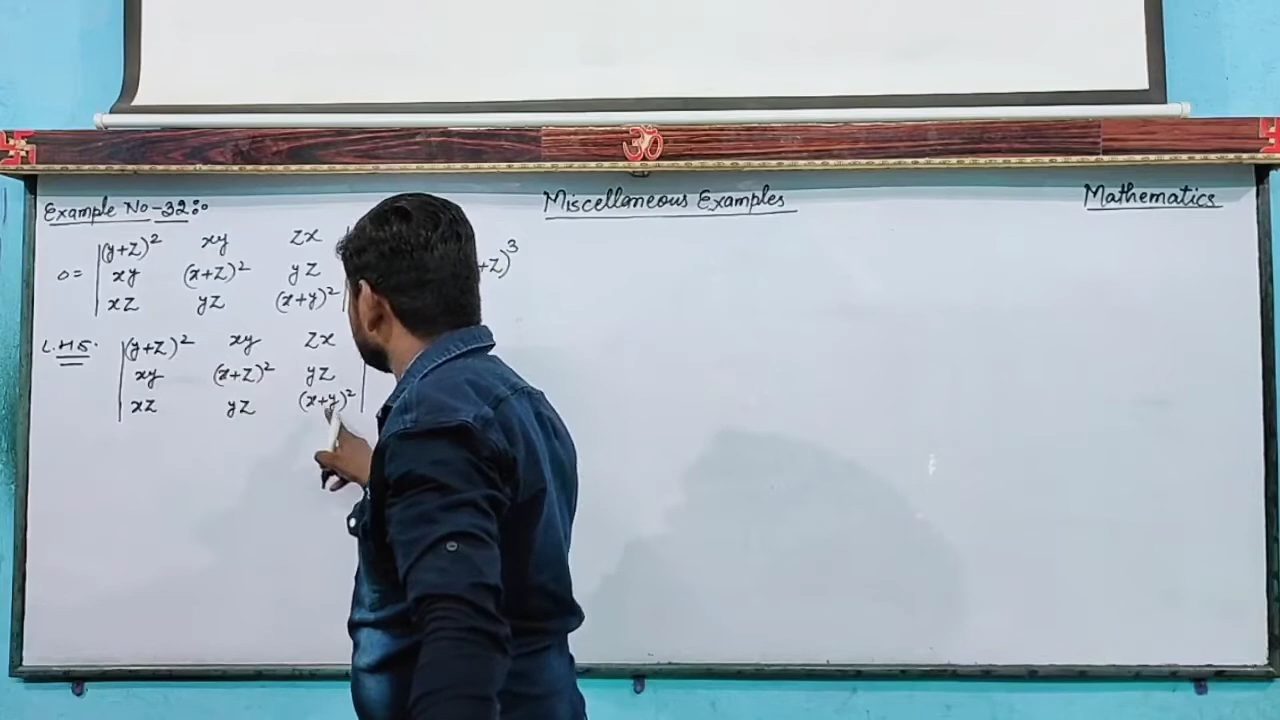 Example No-32:-
Miscellaneous Examples
Mathematics
(y+z)² xy zx
Δ= xy (x+z)² yz +z)³
xz yz (x+y)²
L.H.S. (y+z)² xy zx
xy (x+z)² yz
xz yz (x+y)²
ॐ